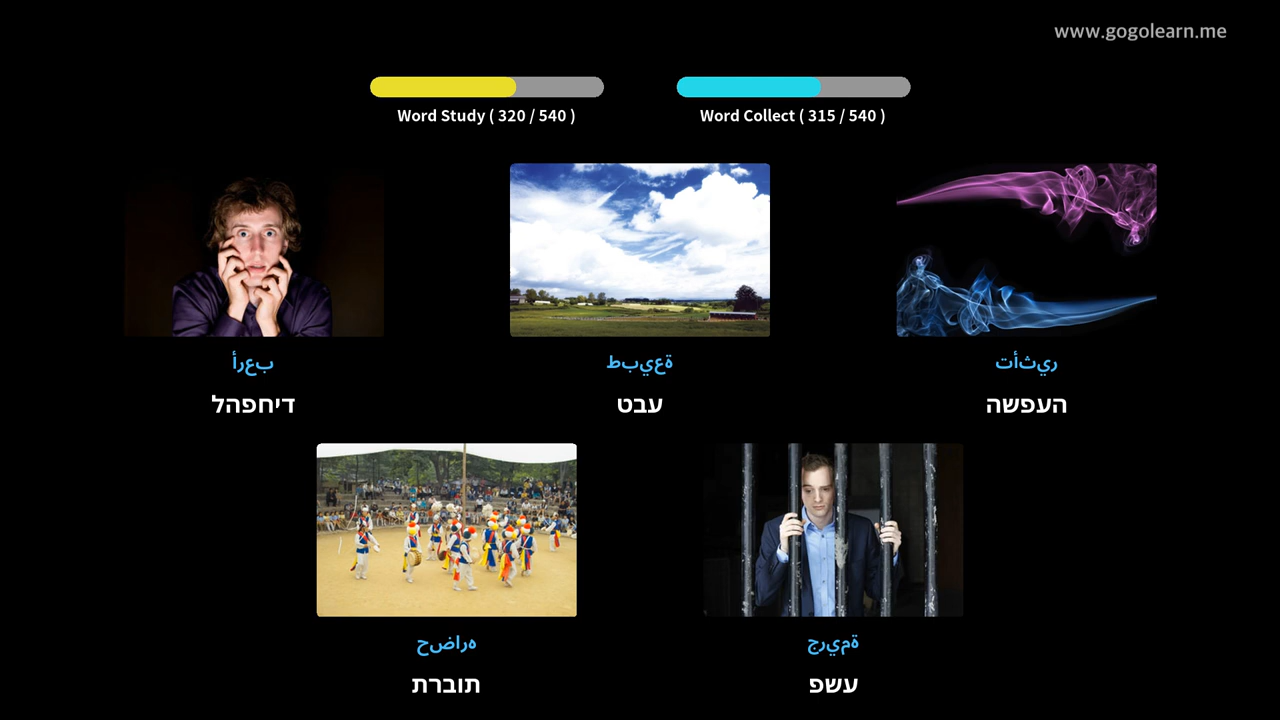 www.gogolearn.me
Word Study ( 320 / 540 )
Word Collect ( 315 / 540 )
بعرأ
דיחפהל
ةعيبط
עבט
ريثأت
העפשה
هراضح
תוברת
ةميرج
עשפ